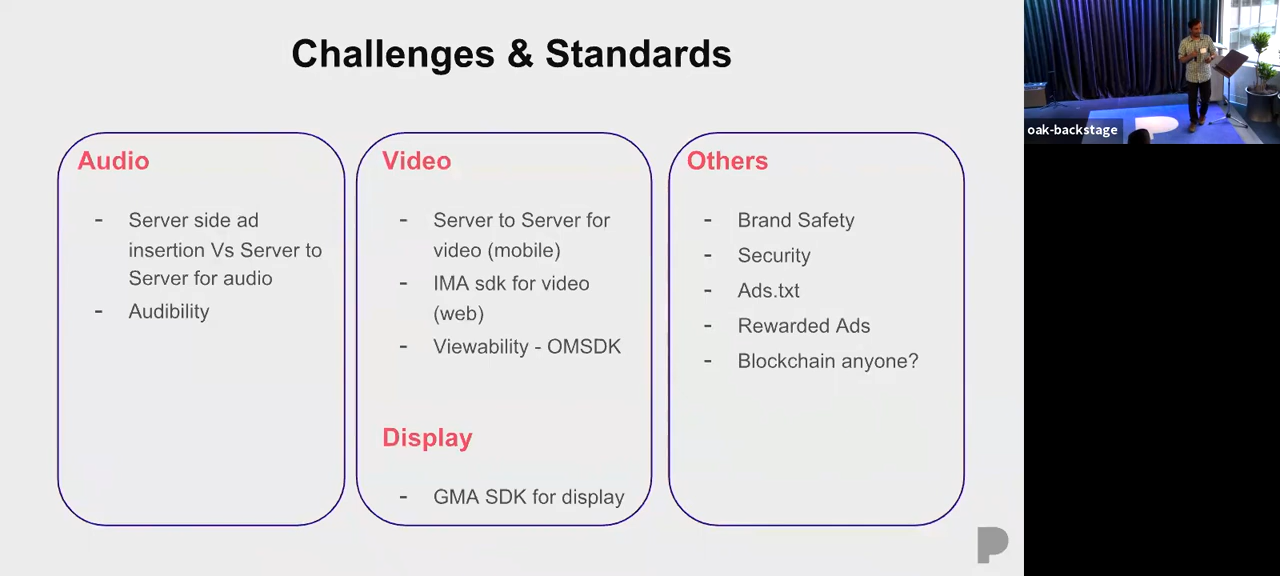 Challenges & Standards
Audio
- Server side ad
insertion Vs Server to
Server for audio
- Audibility
Video
- Server to Server for
video (mobile)
- IMA sdk for video
(web)
- Viewability - OMSDK
Display
- GMA SDK for display
Others
- Brand Safety
- Security
- Ads.txt
- Rewarded Ads
- Blockchain anyone?
oak-backstage